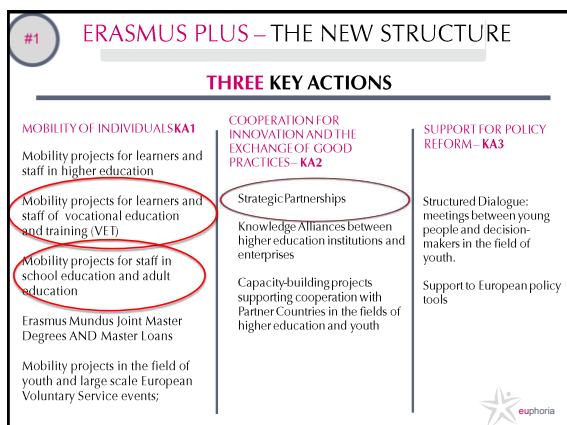 #1
ERASMUS PLUS – THE NEW STRUCTURE
THREE KEY ACTIONS
MOBILITY OF INDIVIDUALS KA1
Mobility projects for learners and
staff in higher education
Mobility projects for learners and
staff of vocational education
and training (VET)
Mobility projects for staff in
school education and adult
education
Erasmus Mundus Joint Master
Degrees AND Master Loans
Mobility projects in the field of
youth and large scale European
Voluntary Service events;
COOPERATION FOR
INNOVATION AND THE
EXCHANGE OF GOOD
PRACTICES– KA2
Strategic Partnerships
Knowledge Alliances between
higher education institutions and
enterprises
Capacity-building projects
supporting cooperation with
Partner Countries in the fields of
higher education and youth
SUPPORT FOR POLICY
REFORM – KA3
Structured Dialogue:
meetings between young
people and decision-
makers in the field of
youth.
Support to European policy
tools
euphoria